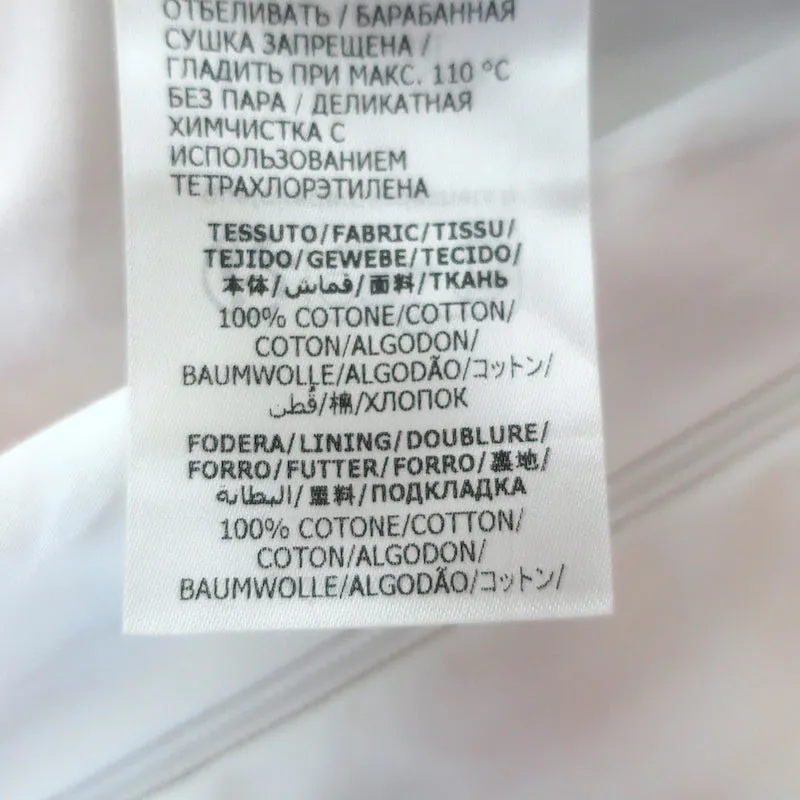 ОТБЕЛИВАТЬ / БАРАБАННАЯ
СУШКА ЗАПРЕЩЕНА /
ГЛАДИТЬ ПРИ МАКС. 110 °C
БЕЗ ПАРА / ДЕЛИКАТНАЯ
ХИМЧИСТКА С
ИСПОЛЬЗОВАНИЕМ
ТЕТРАХЛОРЭТИЛЕНА
TESSUTO/FABRIC/TISSU/
TEJIDO/GEWEBE/TECIDO/
本体/قماش/面料/ТКАНЬ
100% COTONE/COTTON/
COTON/ALGODON/
BAUMWOLLE/ALGODÃO/コットン/
قُطن/棉/ХЛОПОК
FODERA/LINING/DOUBLURE/
FORRO/FUTTER/FORRO/裏地/
البطانة/里料/ПОДКЛАДКА
100% COTONE/COTTON/
COTON/ALGODON/
BAUMWOLLE/ALGODÃO/コットン/